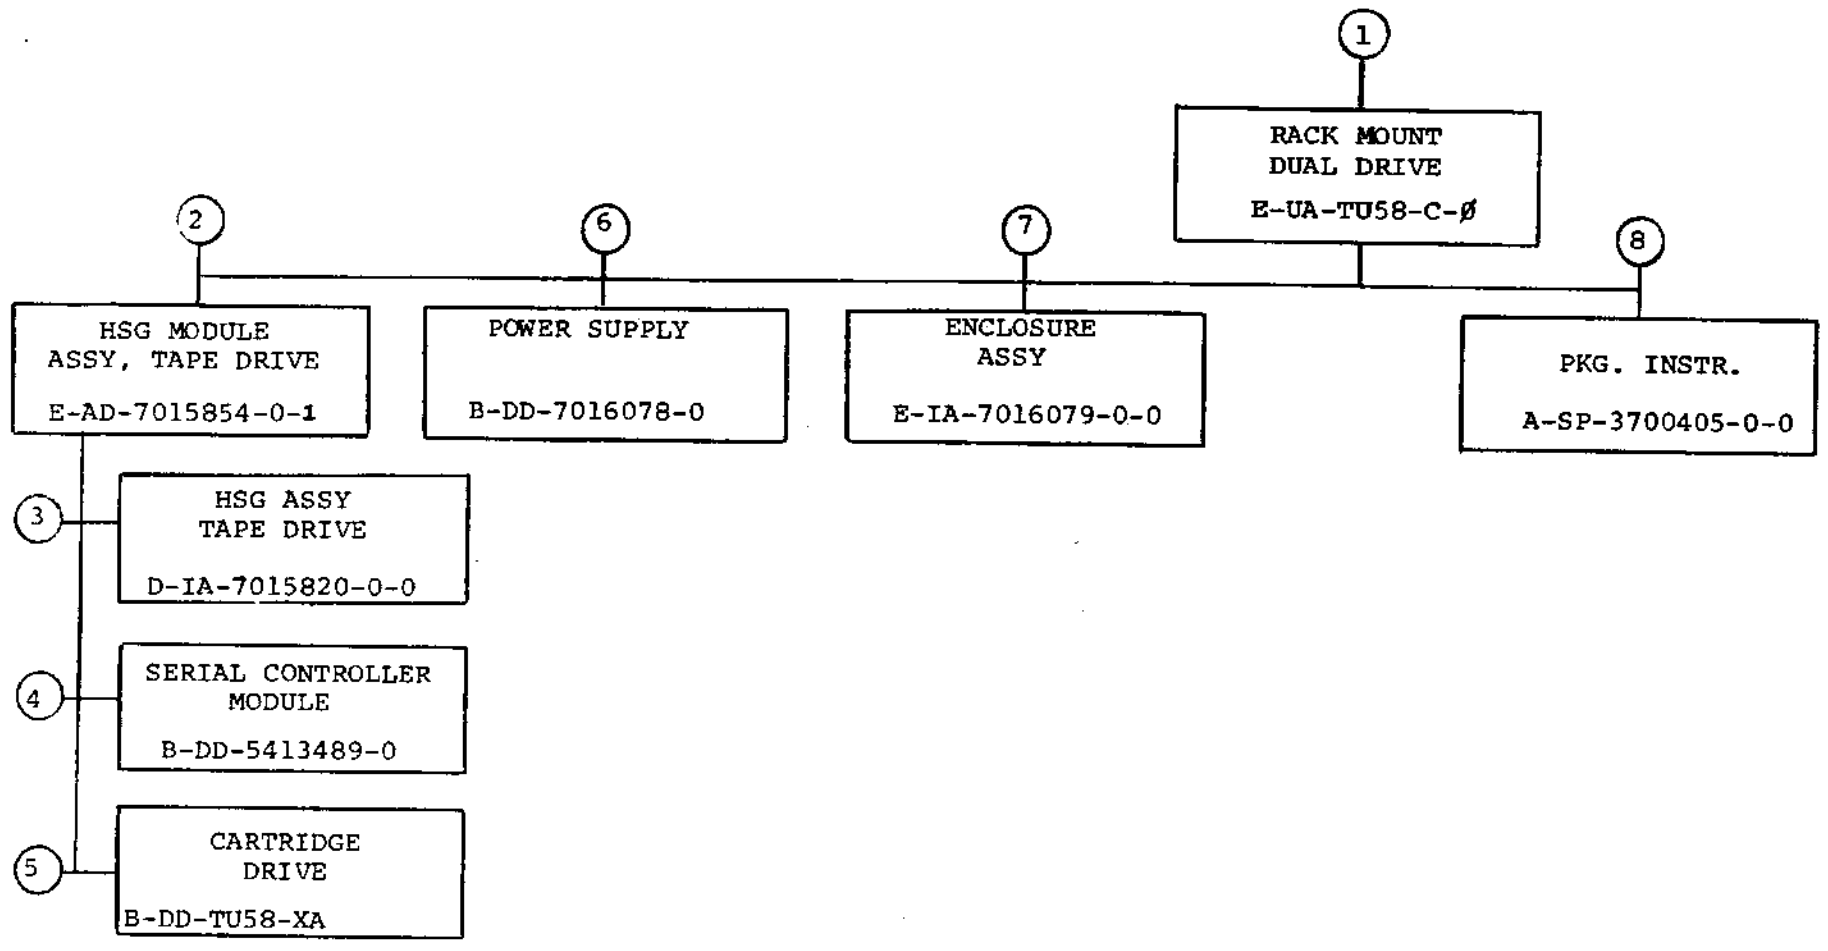 1
RACK MOUNT
DUAL DRIVE
E-UA-TU58-C-Ø
2
HSG MODULE
ASSY, TAPE DRIVE
E-AD-7015854-0-1
6
POWER SUPPLY
B-DD-7016078-0
7
ENCLOSURE
ASSY
E-IA-7016079-0-0
8
PKG. INSTR.
A-SP-3700405-0-0
3
HSG ASSY
TAPE DRIVE
D-IA-7015820-0-0
4
SERIAL CONTROLLER
MODULE
B-DD-5413489-0
5
CARTRIDGE
DRIVE
B-DD-TU58-XA